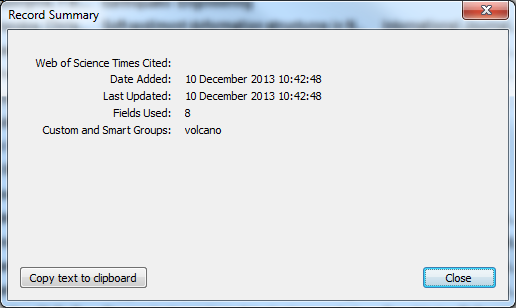 Record Summary
Web of Science Times Cited:
Date Added: 10 December 2013 10:42:48
Last Updated: 10 December 2013 10:42:48
Fields Used: 8
Custom and Smart Groups: volcano
Copy text to clipboard
Close